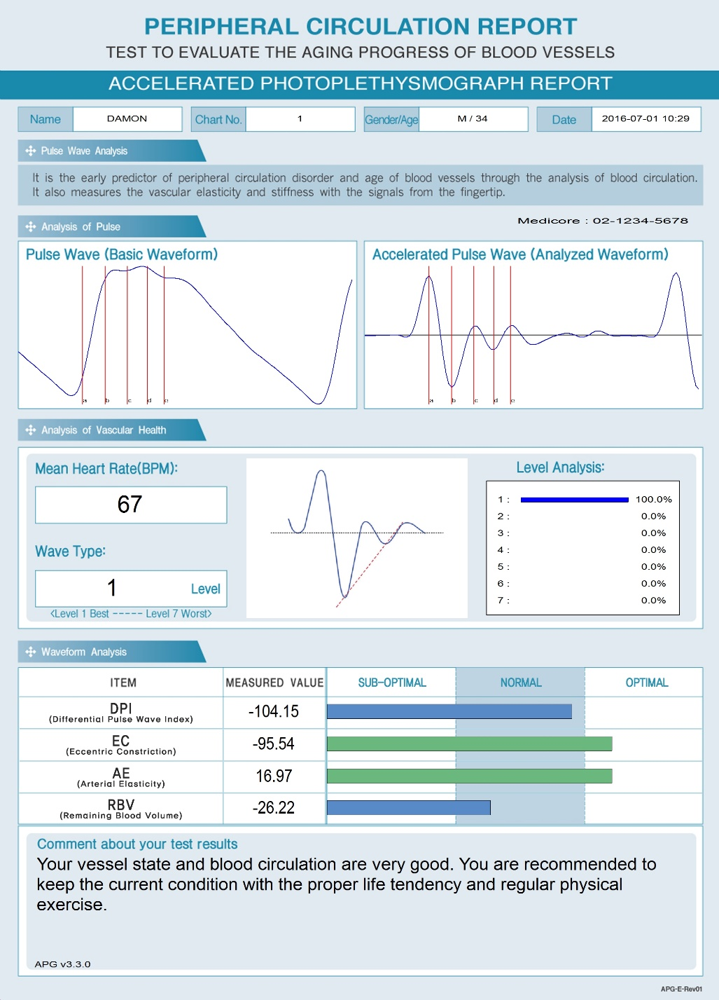 PERIPHERAL CIRCULATION REPORT
TEST TO EVALUATE THE AGING PROGRESS OF BLOOD VESSELS
ACCELERATED PHOTOPLETHYSMOGRAPH REPORT
Name DAMON Chart No. 1 Gender/Age M / 34 Date 2016-07-01 10:29
Pulse Wave Analysis
It is the early predictor of peripheral circulation disorder and age of blood vessels through the analysis of blood circulation.
It also measures the vascular elasticity and stiffness with the signals from the fingertip.
Medicore : 02-1234-5678
Analysis of Pulse
Pulse Wave (Basic Waveform)
a b c d e
Accelerated Pulse Wave (Analyzed Waveform)
a b c d e
Analysis of Vascular Health
Mean Heart Rate(BPM):
67
Wave Type:
1 Level
<Level 1 Best ----- Level 7 Worst>
Level Analysis:
1 : 100.0%
2 : 0.0%
3 : 0.0%
4 : 0.0%
5 : 0.0%
6 : 0.0%
7 : 0.0%
Waveform Analysis
ITEM MEASURED VALUE SUB-OPTIMAL NORMAL OPTIMAL
DPI -104.15
(Differential Pulse Wave Index)
EC -95.54
(Eccentric Constriction)
AE 16.97
(Arterial Elasticity)
RBV -26.22
(Remaining Blood Volume)
Comment about your test results
Your vessel state and blood circulation are very good. You are recommended to
keep the current condition with the proper life tendency and regular physical
exercise.
APG v3.3.0
APG-E-Rev01